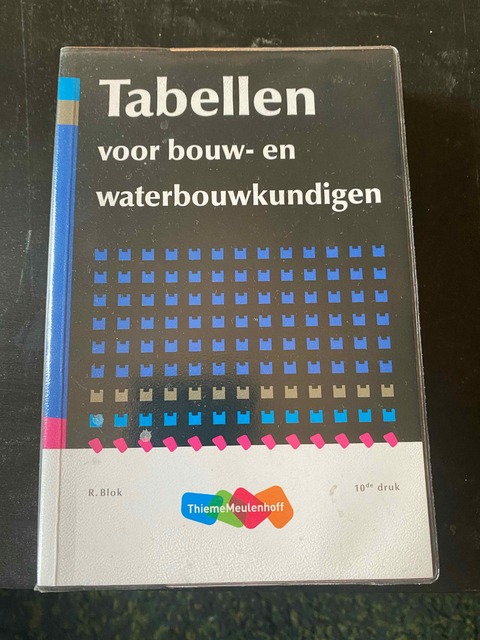 Tabellen
voor bouw- en
waterbouwkundigen
R. Blok
ThiemeMeulenhoff
10de druk